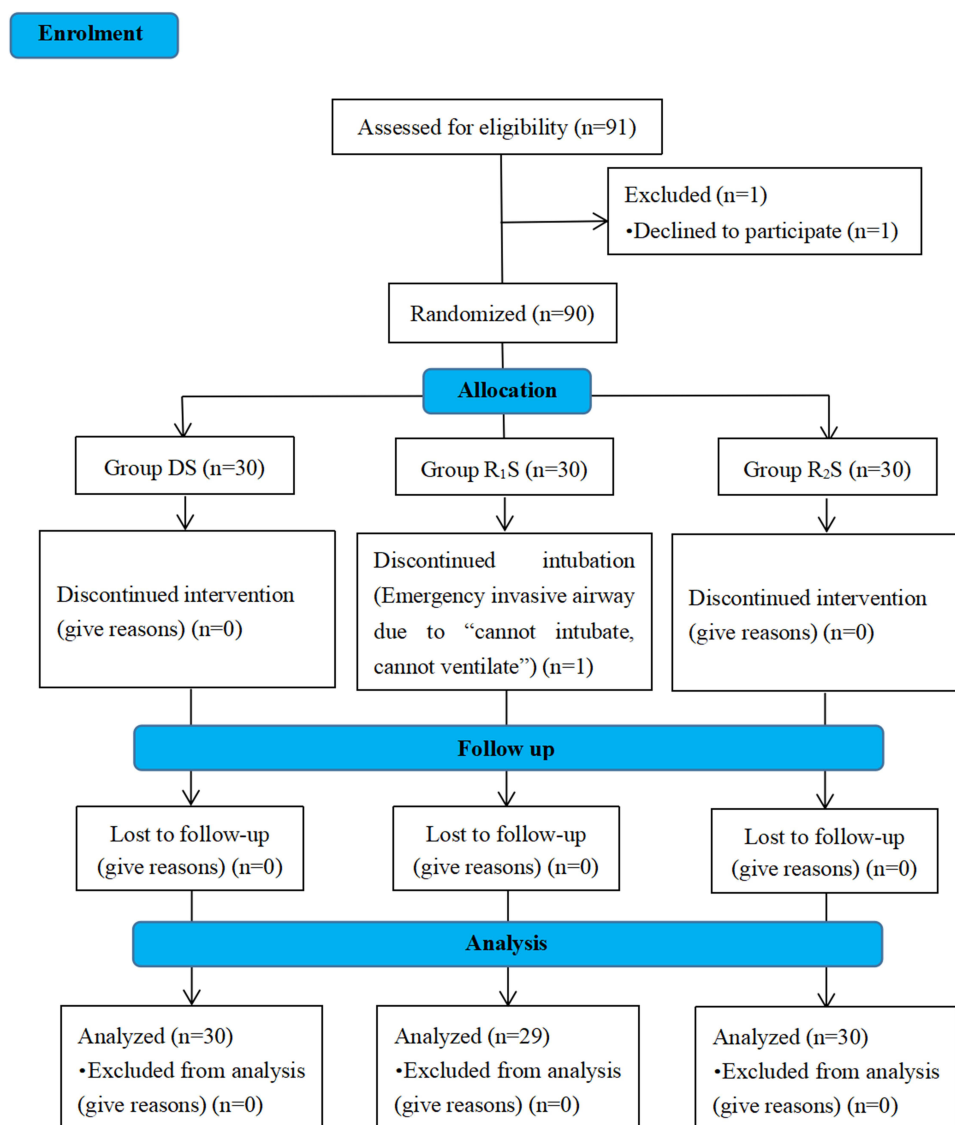 Enrolment
Assessed for eligibility (n=91)
Excluded (n=1)
•Declined to participate (n=1)
Randomized (n=90)
Allocation
Group DS (n=30)
Group R₁S (n=30)
Group R₂S (n=30)
Discontinued intervention
(give reasons) (n=0)
Discontinued intubation
(Emergency invasive airway
due to “cannot intubate,
cannot ventilate”) (n=1)
Discontinued intervention
(give reasons) (n=0)
Follow up
Lost to follow-up
(give reasons) (n=0)
Lost to follow-up
(give reasons) (n=0)
Lost to follow-up
(give reasons) (n=0)
Analysis
Analyzed (n=30)
•Excluded from analysis
(give reasons) (n=0)
Analyzed (n=29)
•Excluded from analysis
(give reasons) (n=0)
Analyzed (n=30)
•Excluded from analysis
(give reasons) (n=0)